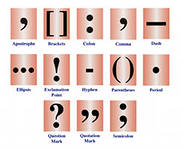 , [ ] : , –
Apostrophe Brackets Colon Comma Dash
... ! - () .
Ellipsis Exclamation Point Hyphen Parentheses Period
? " ;
Question Mark Quotation Mark Semicolon